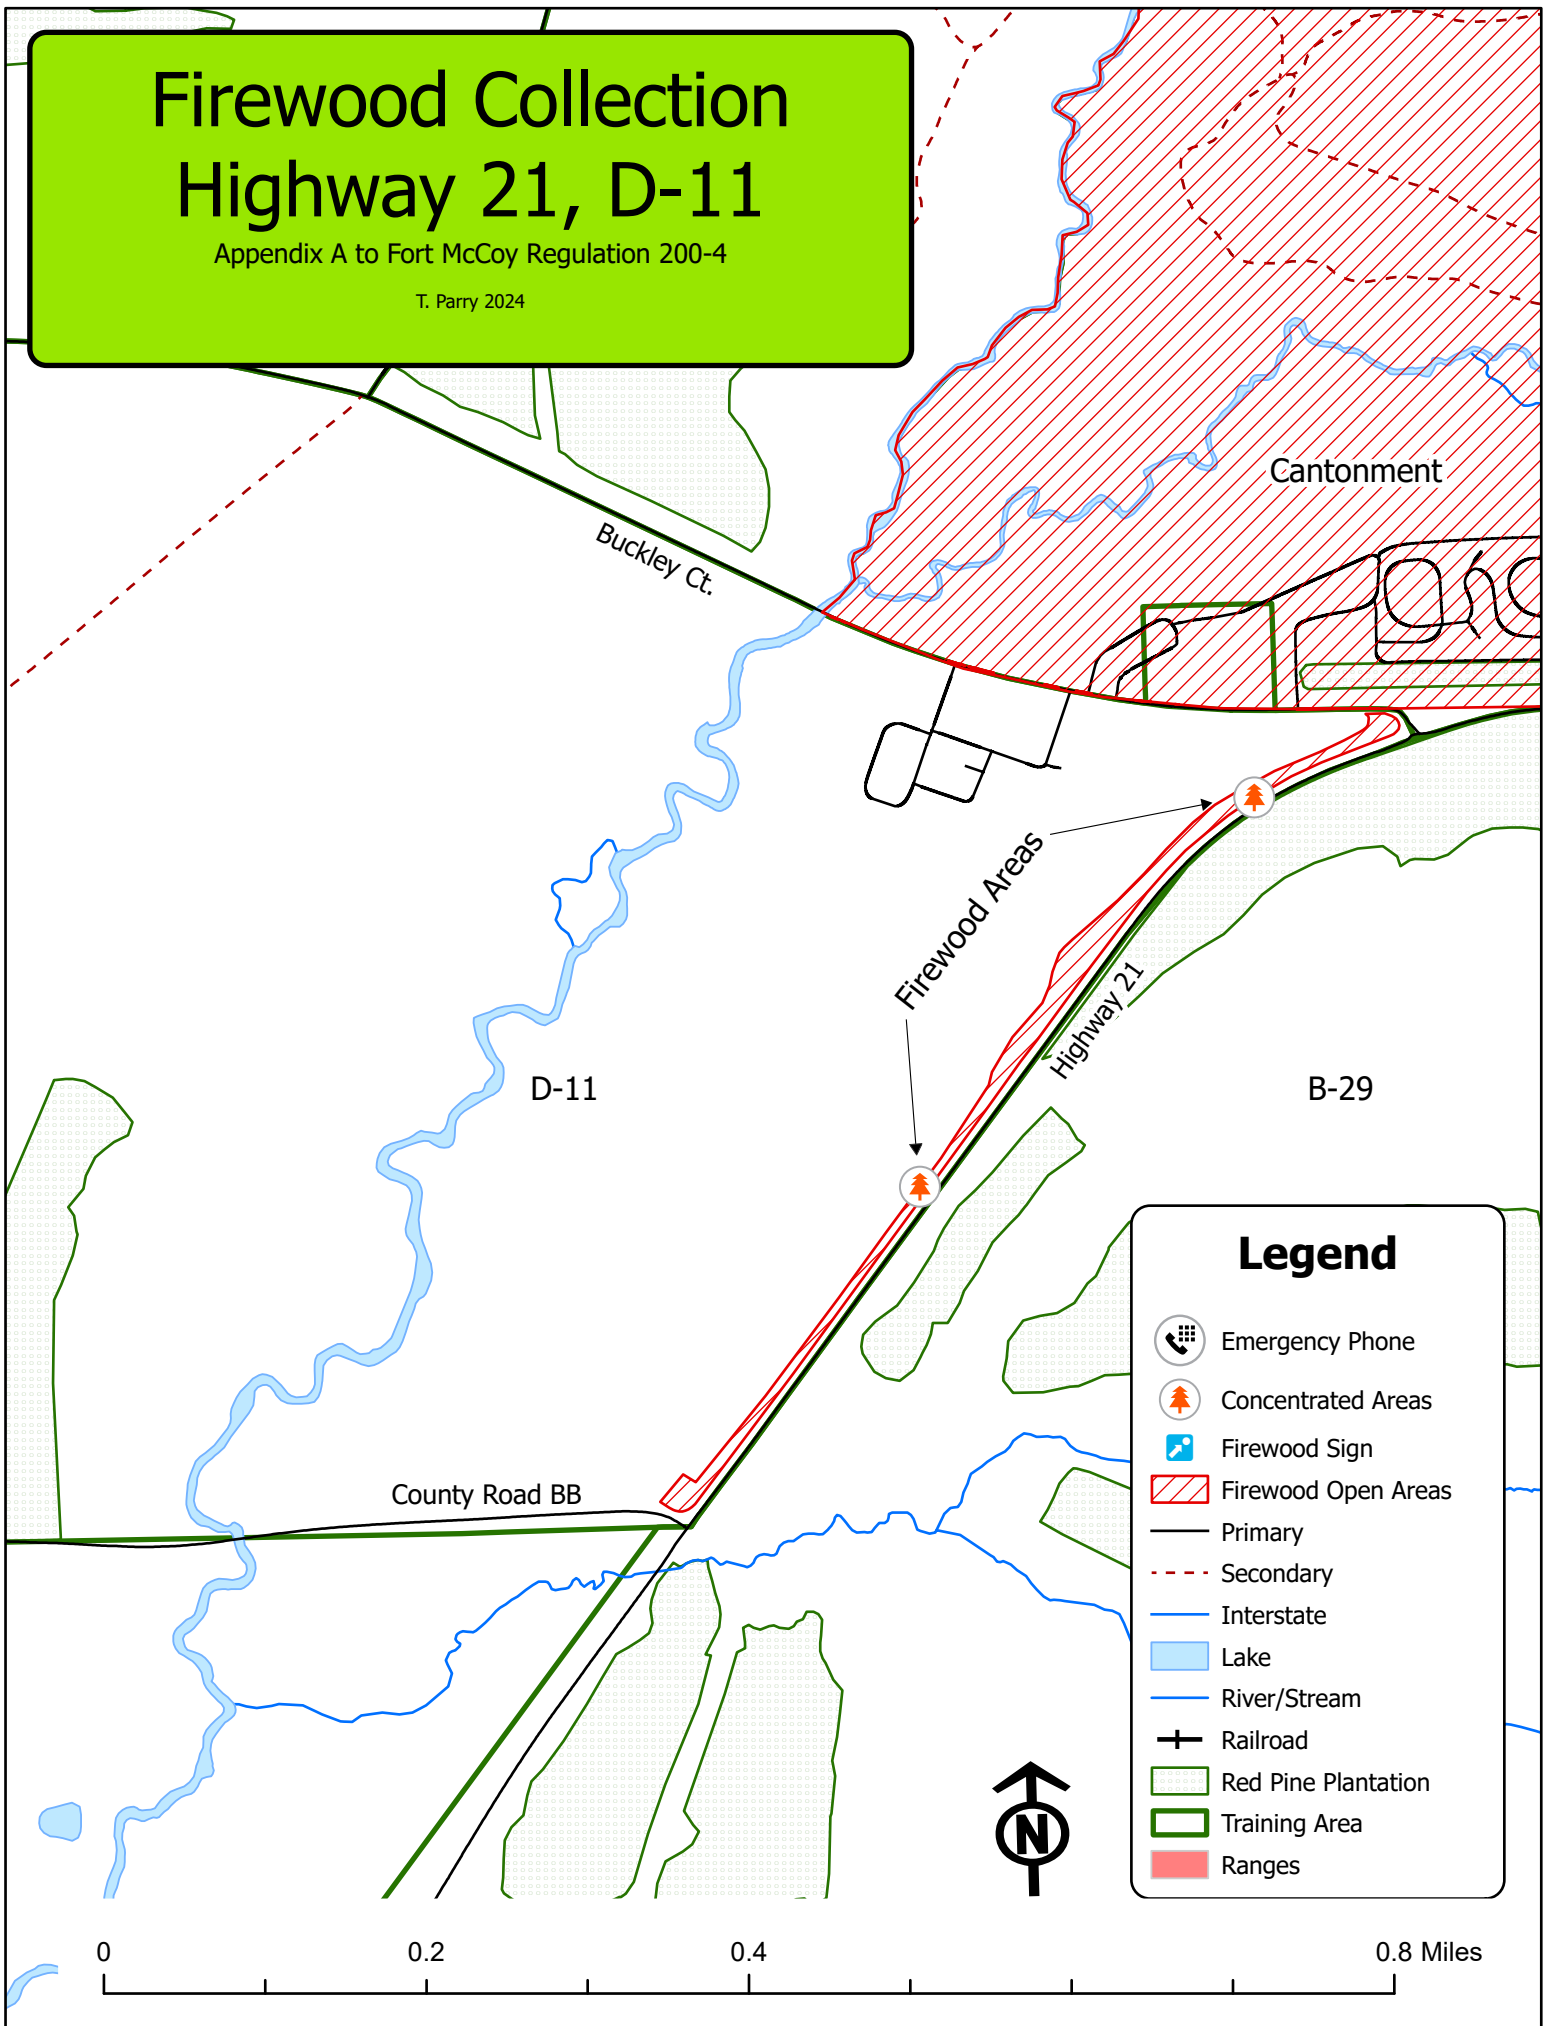 Firewood Collection
Highway 21, D-11
Appendix A to Fort McCoy Regulation 200-4
T. Parry 2024
Cantonment
Buckley Ct.
Firewood Areas
Highway 21
D-11
B-29
County Road BB
Legend
Emergency Phone
Concentrated Areas
Firewood Sign
Firewood Open Areas
Primary
Secondary
Interstate
Lake
River/Stream
Railroad
Red Pine Plantation
Training Area
Ranges
N
0 0.2 0.4 0.8 Miles